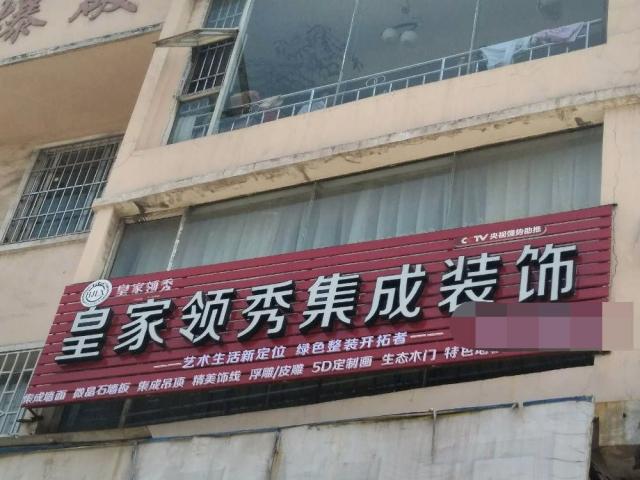 央视强势助推
皇家领秀
皇家领秀集成装饰
艺术生活新定位 绿色整装开拓者
集成墙面 微晶石墙板 集成吊顶 精美饰线 浮雕/皮雕 5D定制画 生态木门 特色地